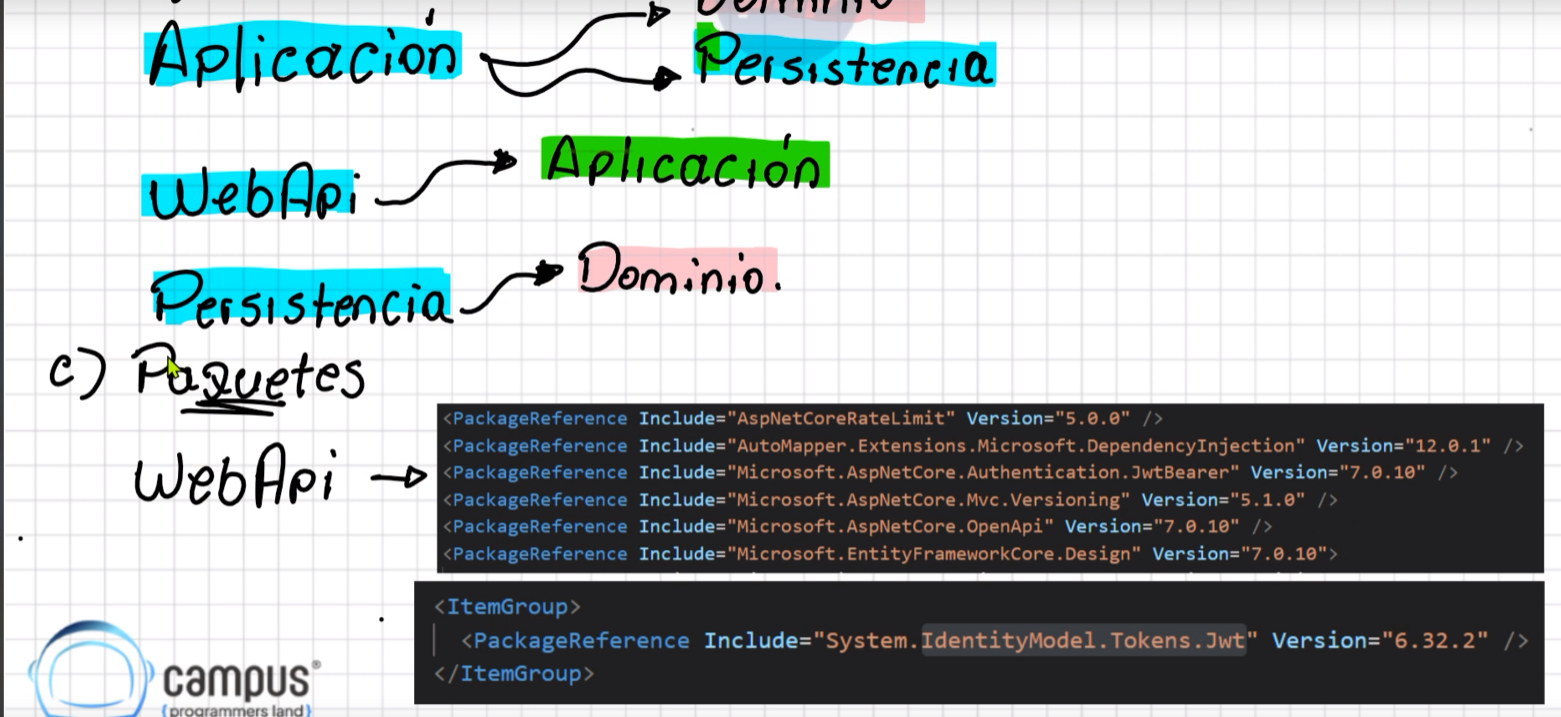 Dominio
Aplicación
Persistencia
WebApi
Aplicación
Persistencia
Dominio.
c) Paquetes
WebApi
<PackageReference Include="AspNetCoreRateLimit" Version="5.0.0" />
<PackageReference Include="AutoMapper.Extensions.Microsoft.DependencyInjection" Version="12.0.1" />
<PackageReference Include="Microsoft.AspNetCore.Authentication.JwtBearer" Version="7.0.10" />
<PackageReference Include="Microsoft.AspNetCore.Mvc.Versioning" Version="5.1.0" />
<PackageReference Include="Microsoft.AspNetCore.OpenApi" Version="7.0.10" />
<PackageReference Include="Microsoft.EntityFrameworkCore.Design" Version="7.0.10">
<ItemGroup>
<PackageReference Include="System.IdentityModel.Tokens.Jwt" Version="6.32.2" />
</ItemGroup>
campus®
{programmers land}